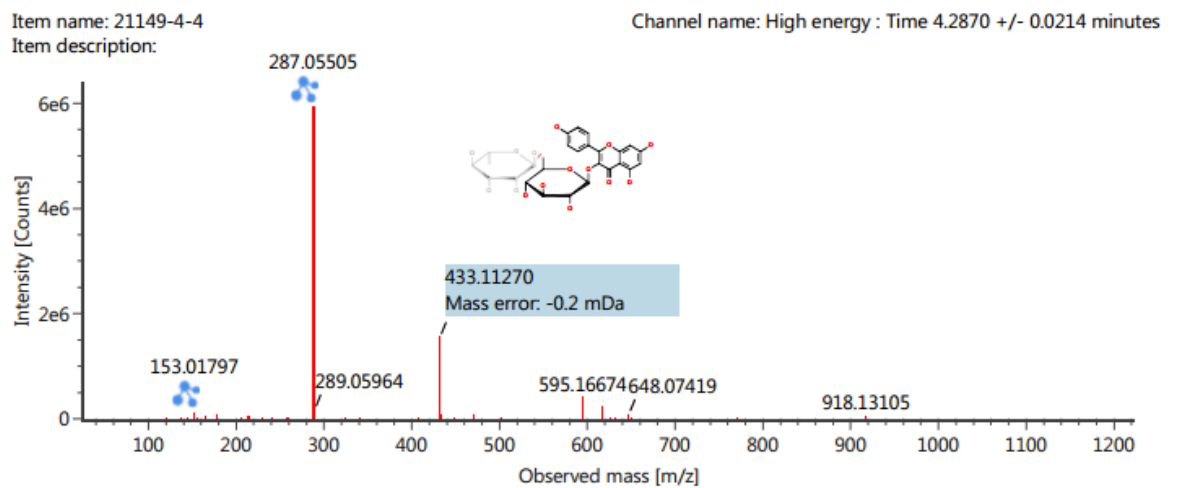 Item name: 21149-4-4
Channel name: High energy : Time 4.2870 +/- 0.0214 minutes
Item description:
287.05505
6e6
4e6
433.11270
Mass error: -0.2 mDa
2e6
153.01797
289.05964
595.16674
648.07419
918.13105
0
100 200 300 400 500 600 700 800 900 1000 1100 1200
Intensity [Counts]
Observed mass [m/z]